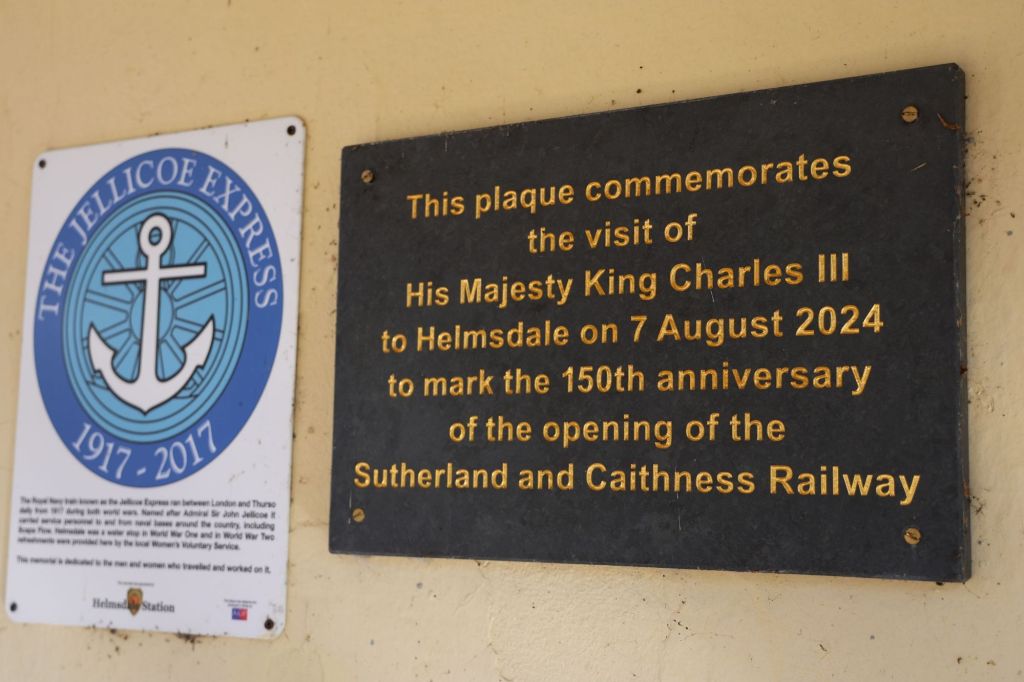 THE JELLICOE EXPRESS
1917 - 2017
The Royal Navy train known as the Jellicoe Express ran between London and Thurso
daily from 1917 during both world wars. Named after Admiral Sir John Jellicoe it
carried service personnel to and from naval bases around the country, including
Scapa Flow. Helmsdale was a water stop in World War One and in World War Two
refreshments were provided here by the local Women's Voluntary Service.
This memorial is dedicated to the men and women who travelled and worked on it.
Helmsdale Station
This plaque commemorates
the visit of
His Majesty King Charles III
to Helmsdale on 7 August 2024
to mark the 150th anniversary
of the opening of the
Sutherland and Caithness Railway